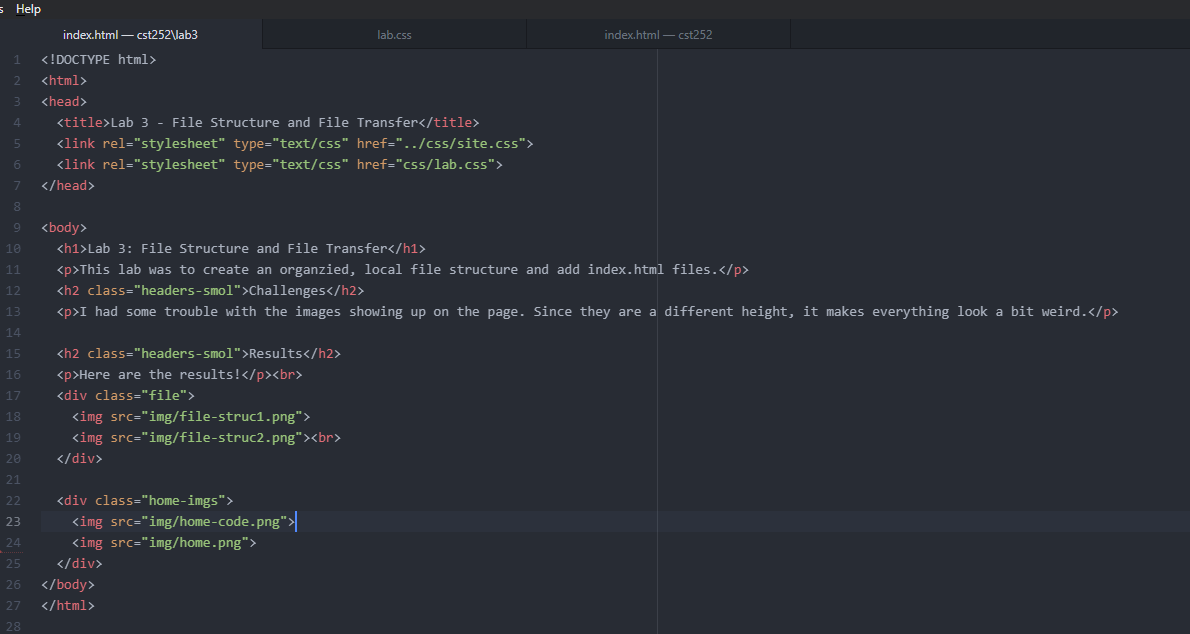 s Help
index.html — cst252\lab3 lab.css index.html — cst252
1 <!DOCTYPE html>
2 <html>
3 <head>
4 <title>Lab 3 - File Structure and File Transfer</title>
5 <link rel="stylesheet" type="text/css" href="../css/site.css">
6 <link rel="stylesheet" type="text/css" href="css/lab.css">
7 </head>
8
9 <body>
10 <h1>Lab 3: File Structure and File Transfer</h1>
11 <p>This lab was to create an organzied, local file structure and add index.html files.</p>
12 <h2 class="headers-smol">Challenges</h2>
13 <p>I had some trouble with the images showing up on the page. Since they are a different height, it makes everything look a bit weird.</p>
14
15 <h2 class="headers-smol">Results</h2>
16 <p>Here are the results!</p><br>
17 <div class="file">
18 <img src="img/file-struc1.png">
19 <img src="img/file-struc2.png"><br>
20 </div>
21
22 <div class="home-imgs">
23 <img src="img/home-code.png">
24 <img src="img/home.png">
25 </div>
26 </body>
27 </html>
28